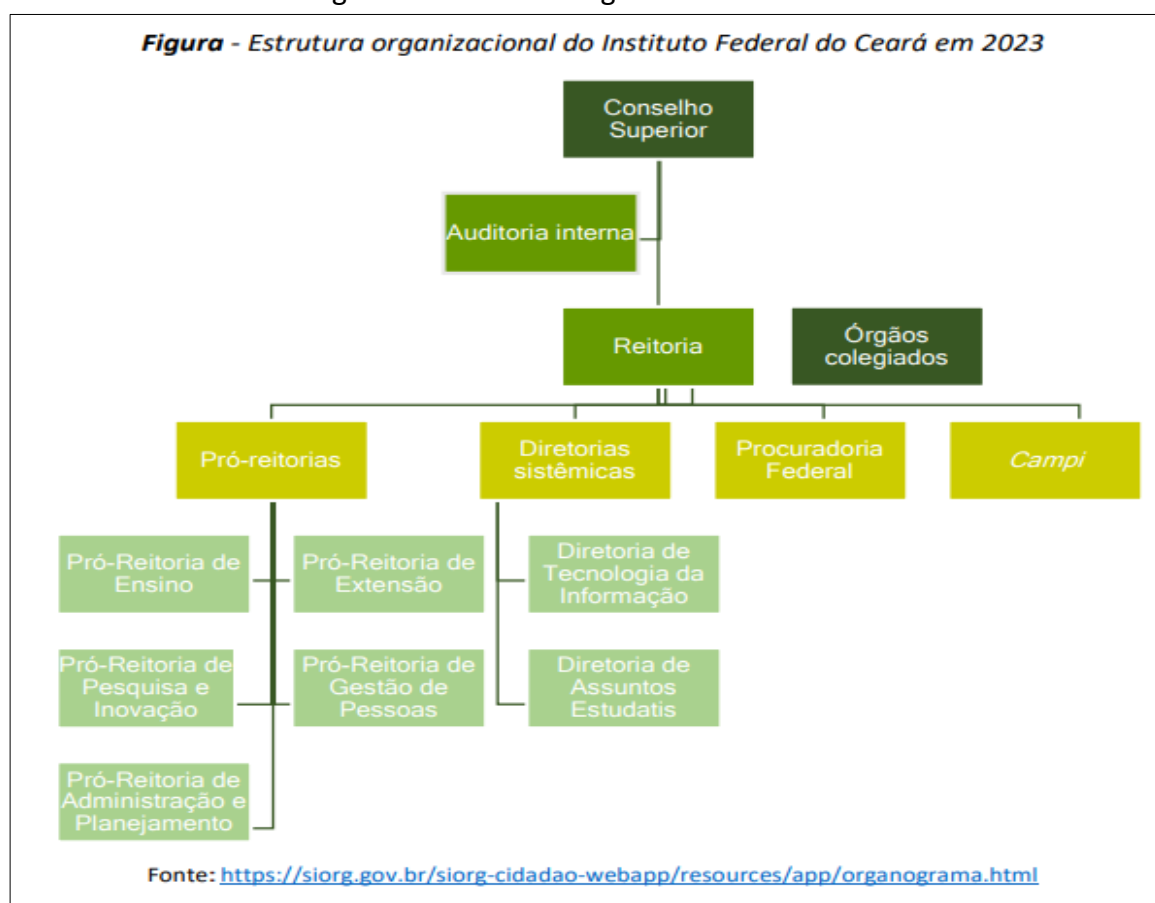 Figura - Estrutura organizacional do Instituto Federal do Ceará em 2023
Conselho
Superior
Auditoria interna
Reitoria
Órgãos
colegiados
Pró-reitorias
Diretorias
sistêmicas
Procuradoria
Federal
Campi
Pró-Reitoria de
Ensino
Pró-Reitoria de
Extensão
Diretoria de
Tecnologia da
Informação
Pró-Reitoria de
Pesquisa e
Inovação
Pró-Reitoria de
Gestão de
Pessoas
Diretoria de
Assuntos
Estudatis
Pró-Reitoria de
Administração e
Planejamento
Fonte: https://siorg.gov.br/siorg-cidadao-webapp/resources/app/organograma.html